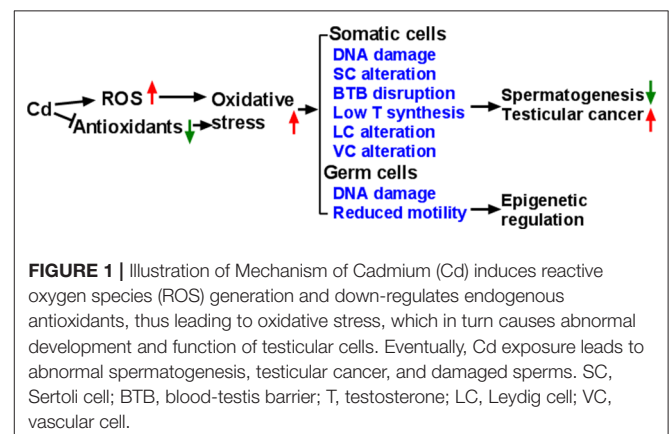 Somatic cells
DNA damage
SC alteration
BTB disruption
Low T synthesis
LC alteration
VC alteration
Germ cells
DNA damage
Reduced motility
Cd
ROS
Antioxidants
Oxidative
stress
Spermatogenesis
Testicular cancer
Epigenetic
regulation
FIGURE 1 | Illustration of Mechanism of Cadmium (Cd) induces reactive
oxygen species (ROS) generation and down-regulates endogenous
antioxidants, thus leading to oxidative stress, which in turn causes abnormal
development and function of testicular cells. Eventually, Cd exposure leads to
abnormal spermatogenesis, testicular cancer, and damaged sperms. SC,
Sertoli cell; BTB, blood-testis barrier; T, testosterone; LC, Leydig cell; VC,
vascular cell.